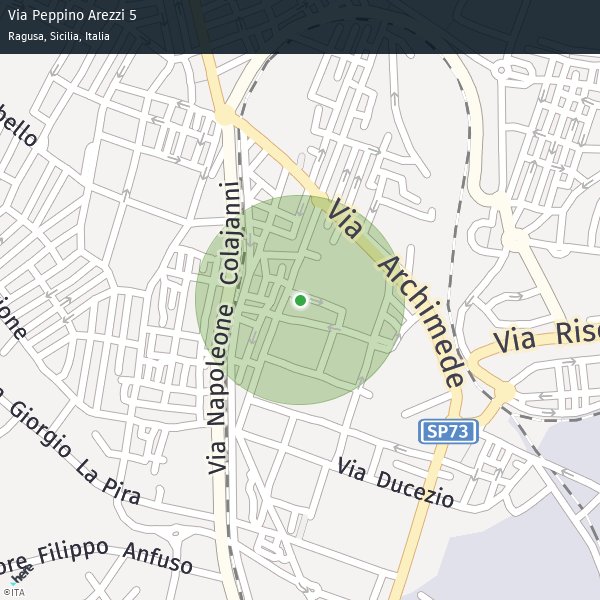 Via Peppino Arezzi 5
Ragusa, Sicilia, Italia
bello
Via Archimede
Via Napoleone Colajanni
ione
Via Riso
SP73
Giorgio La Pira
Via Ducezio
ore Filippo Anfuso
here
©ITA